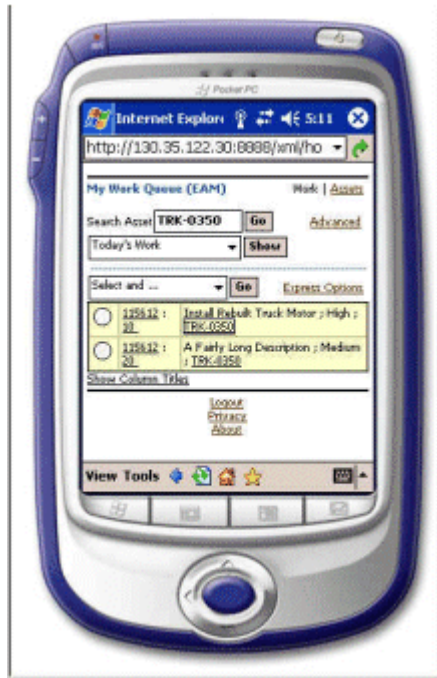 Pocket PC
Internet Explore 5:11
http://130.35.122.30:8888/xml/ho
My Work Queue (EAM) Work | Assets
Search Asset TRK-0350 Go Advanced
Today's Work Show
Select and ... Go Express Options
115612 : Install Rebuilt Truck Motor ; High ;
10 TRK-0350
115612 : A Fairly Long Description ; Medium
20 ; TRK-0350
Show Column Titles
Logout
Privacy
About
View Tools